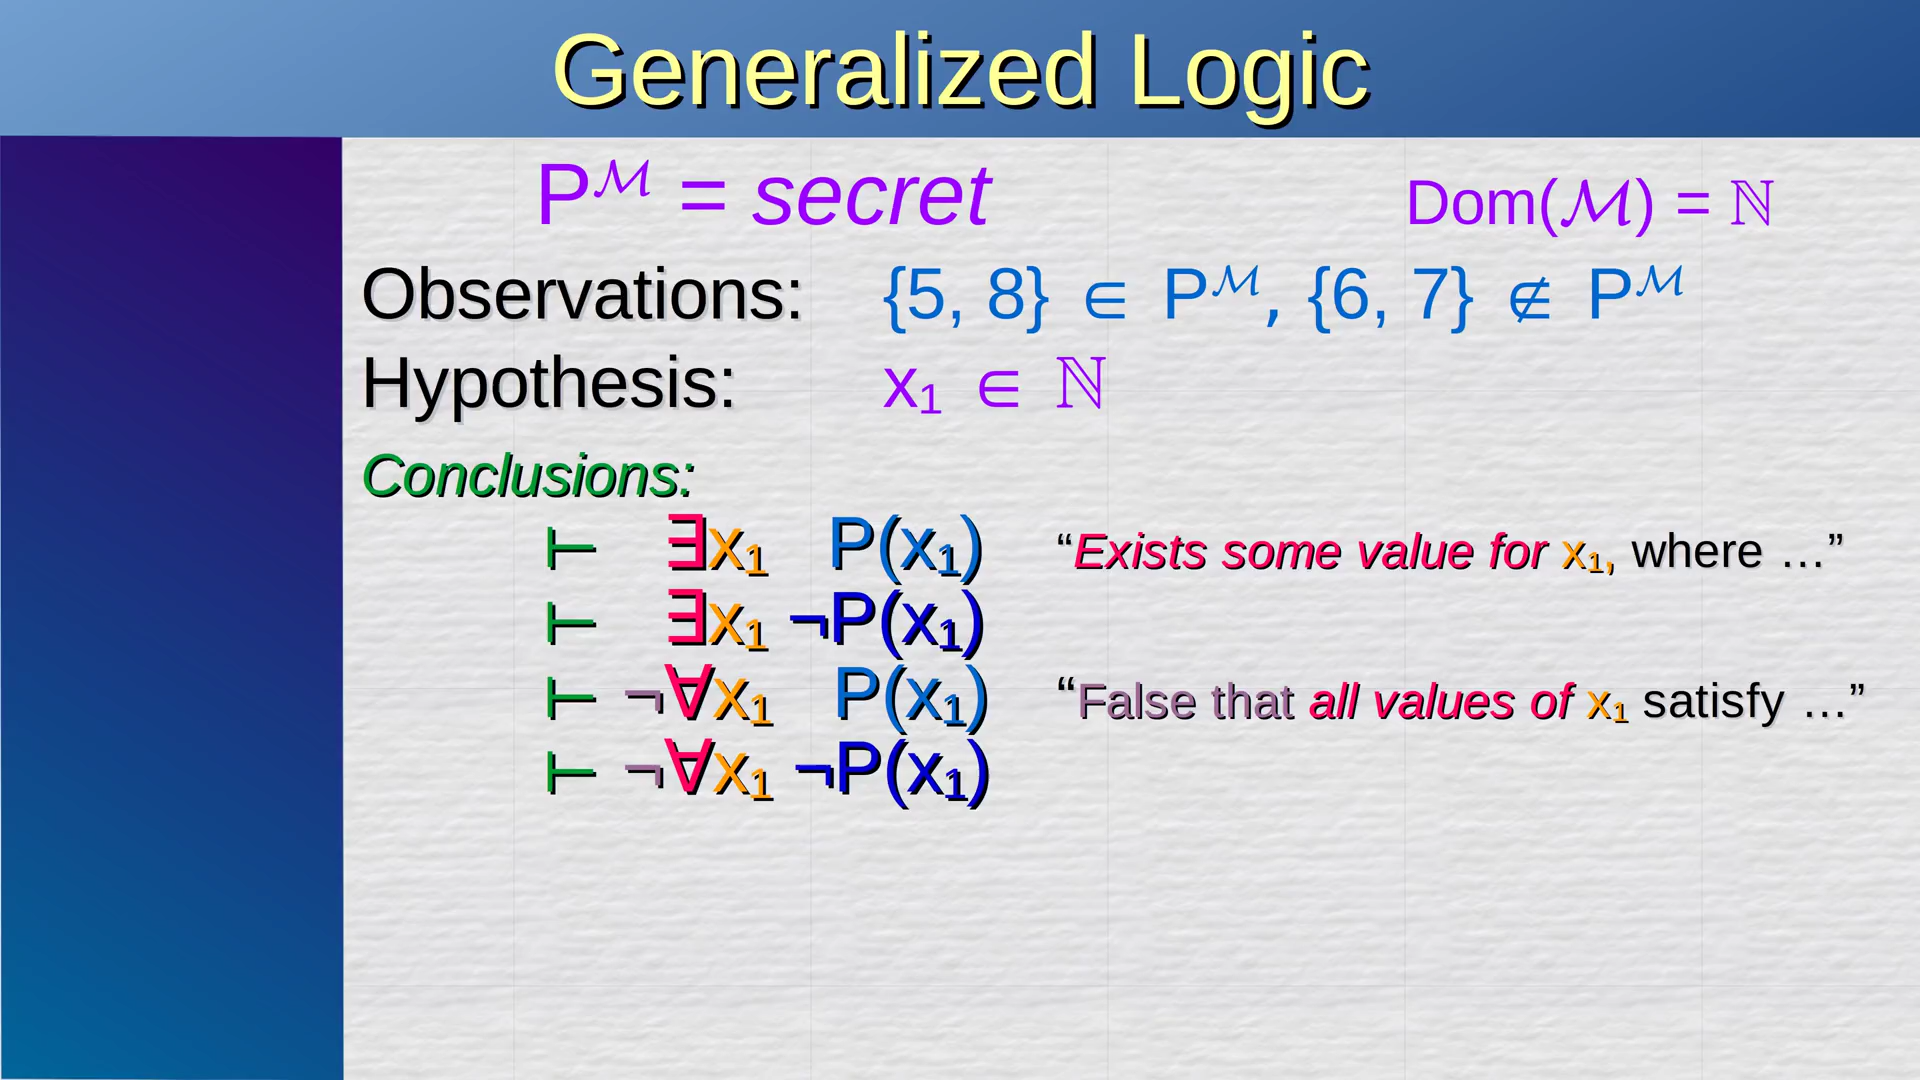 Generalized Logic
Pᴹ = secret Dom(ℳ) = ℕ
Observations: {5, 8} ∈ Pᴹ, {6, 7} ∉ Pᴹ
Hypothesis: x₁ ∈ ℕ
Conclusions:
⊢ ∃x₁ P(x₁) “Exists some value for x₁, where …”
⊢ ∃x₁ ¬P(x₁)
⊢ ¬∀x₁ P(x₁) “False that all values of x₁ satisfy …”
⊢ ¬∀x₁ ¬P(x₁)